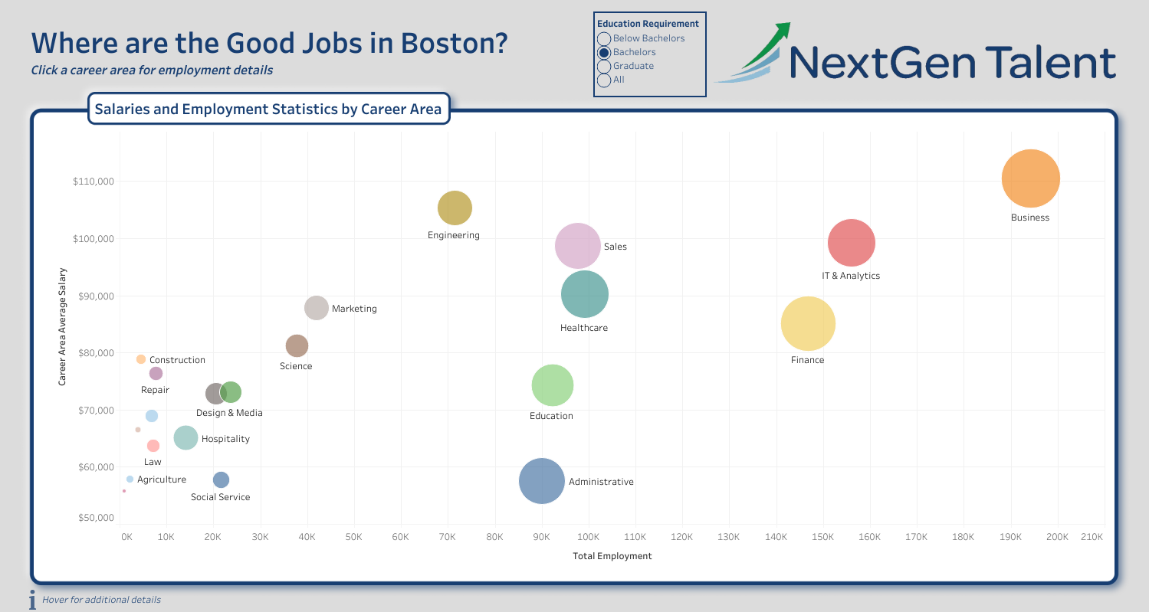 Where are the Good Jobs in Boston?
Click a career area for employment details
Education Requirement
Below Bachelors
Bachelors
Graduate
All
NextGen Talent
Salaries and Employment Statistics by Career Area
$110,000
$100,000
$90,000
$80,000
$70,000
$60,000
$50,000
Career Area Average Salary
Business
Engineering
Sales
IT & Analytics
Healthcare
Marketing
Finance
Construction
Science
Repair
Design & Media
Education
Hospitality
Law
Agriculture
Administrative
Social Service
0K 10K 20K 30K 40K 50K 60K 70K 80K 90K 100K 110K 120K 130K 140K 150K 160K 170K 180K 190K 200K 210K
Total Employment
i Hover for additional details